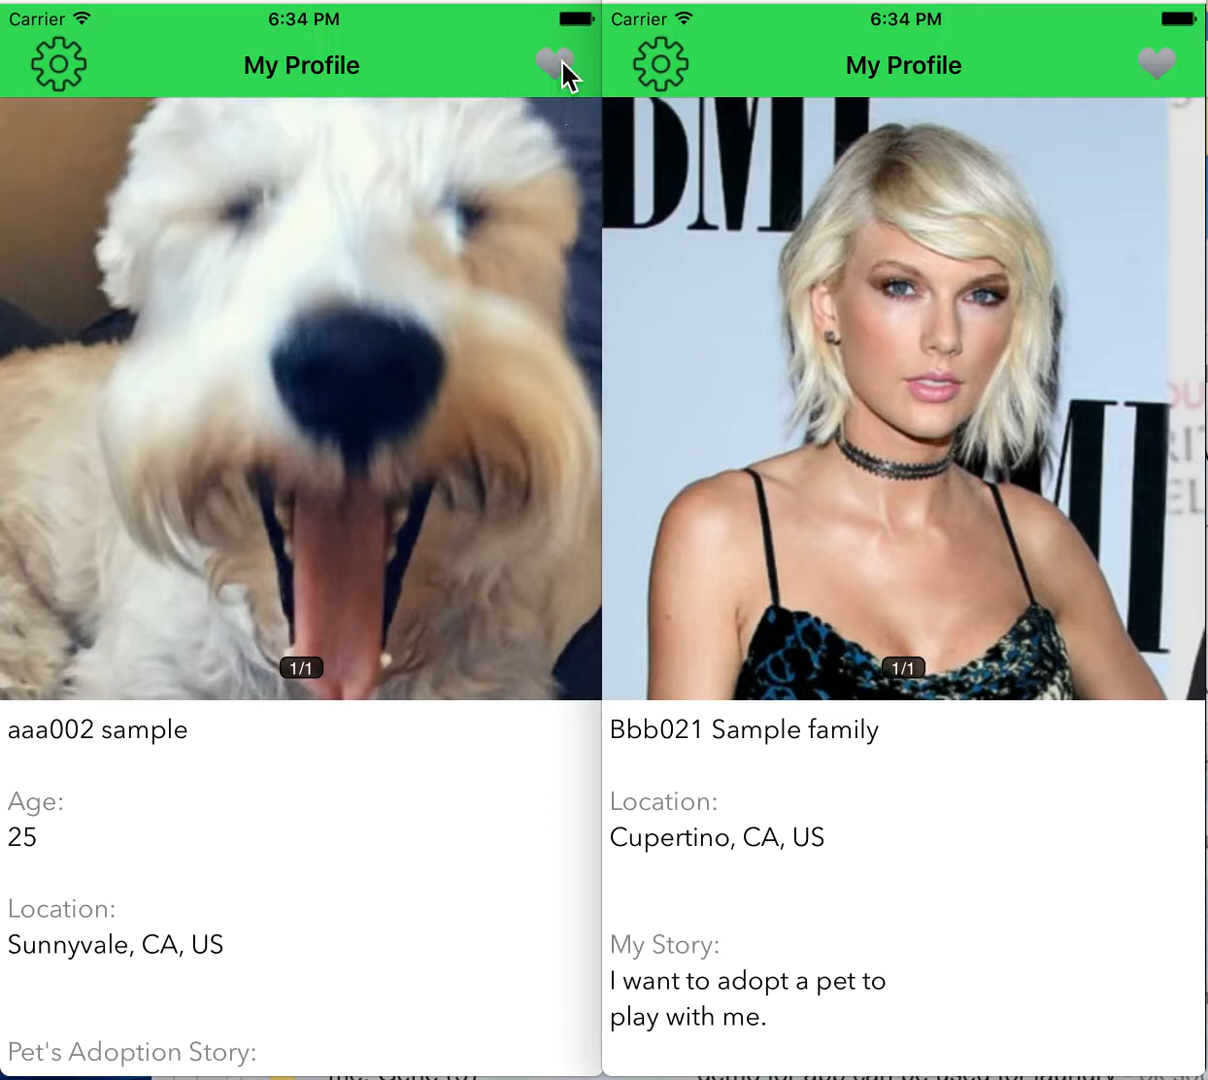 Carrier 6:34 PM
My Profile
1/1
aaa002 sample
Age:
25
Location:
Sunnyvale, CA, US
Pet's Adoption Story:
Carrier 6:34 PM
My Profile
BMI
MI
1/1
Bbb021 Sample family
Location:
Cupertino, CA, US
My Story:
I want to adopt a pet to
play with me.